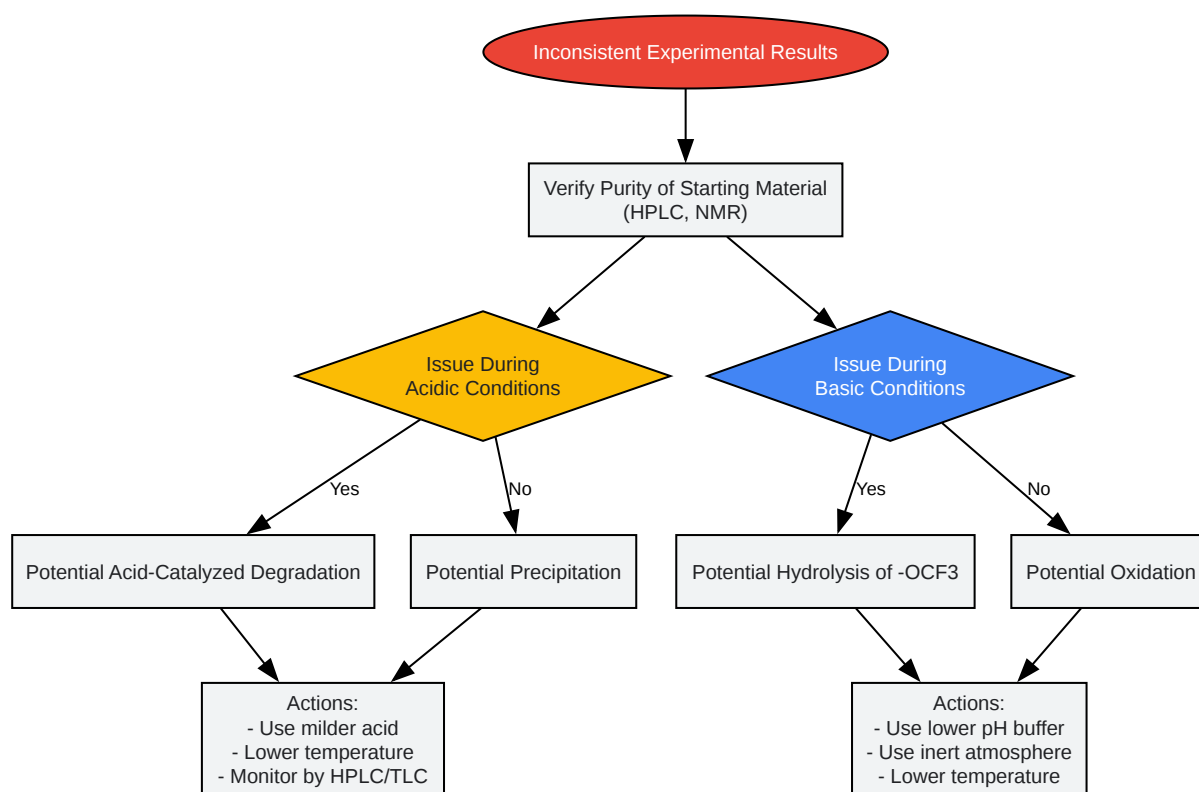 Inconsistent Experimental Results
Verify Purity of Starting Material
(HPLC, NMR)
Issue During
Acidic Conditions
Issue During
Basic Conditions
Yes
No
Yes
No
Potential Acid-Catalyzed Degradation
Potential Precipitation
Potential Hydrolysis of -OCF3
Potential Oxidation
Actions:
- Use milder acid
- Lower temperature
- Monitor by HPLC/TLC
Actions:
- Use lower pH buffer
- Use inert atmosphere
- Lower temperature